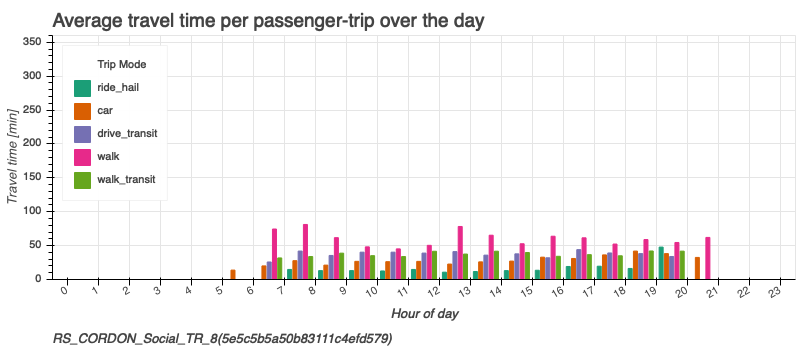 Average travel time per passenger-trip over the day
Travel time [min]
350
300
250
200
150
100
50
0
Trip Mode
ride_hail
car
drive_transit
walk
walk_transit
0 1 2 3 4 5 6 7 8 9 10 11 12 13 14 15 16 17 18 19 20 21 22 23
Hour of day
RS_CORDON_Social_TR_8(5e5c5b5a50b83111c4efd579)